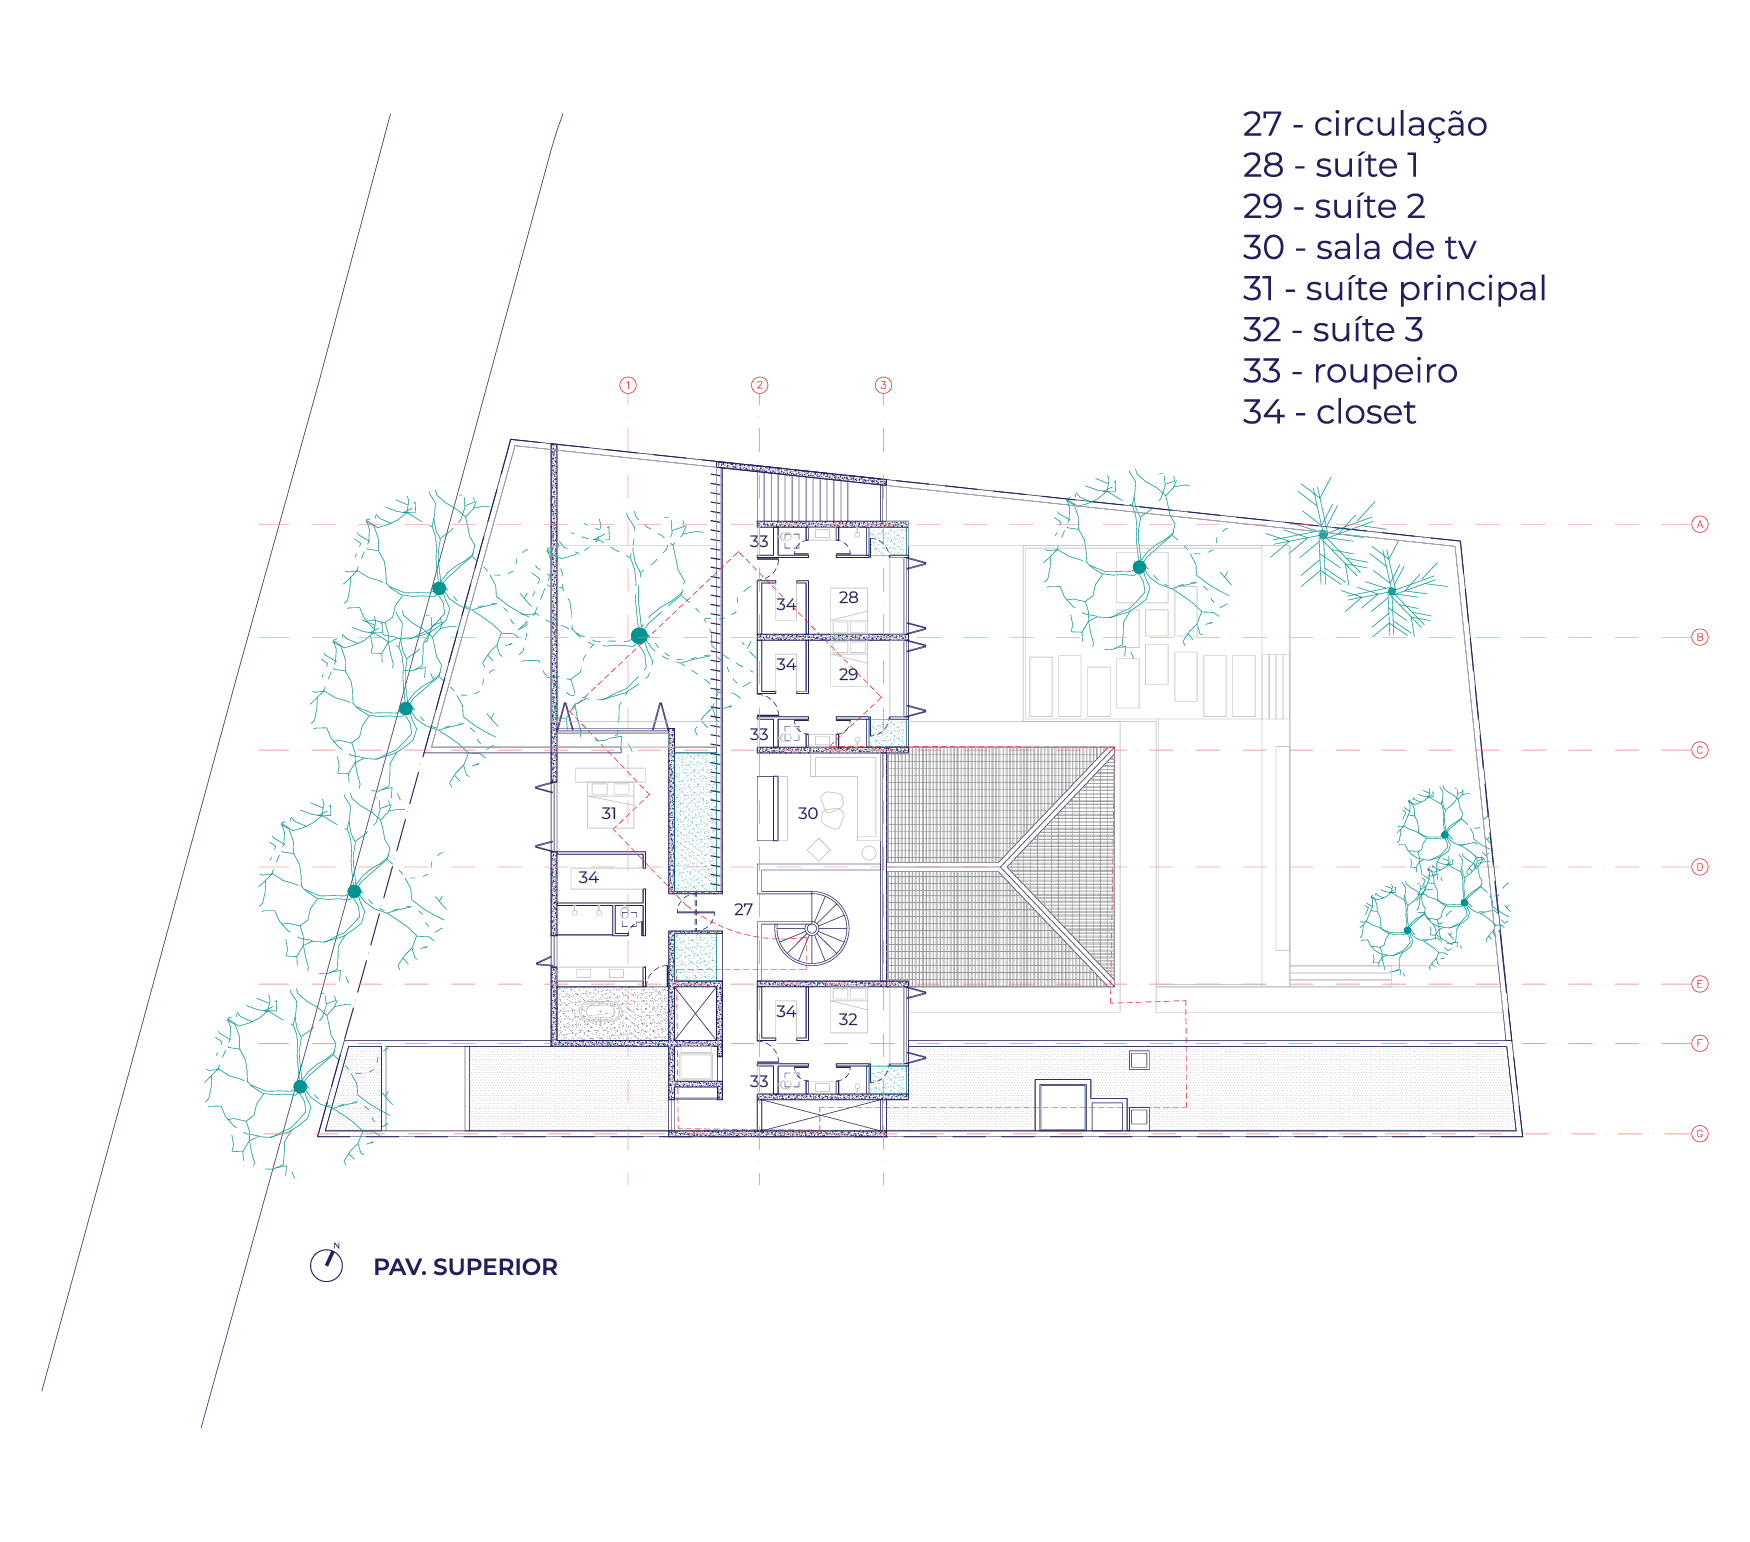 27 - circulação
28 - suíte 1
29 - suíte 2
30 - sala de tv
31 - suíte principal
32 - suíte 3
33 - roupeiro
34 - closet
1 2 3
A
33
34 28
B
34
29
33
C
31 30
D
34
27
E
34 32
F
33
G
N
PAV. SUPERIOR